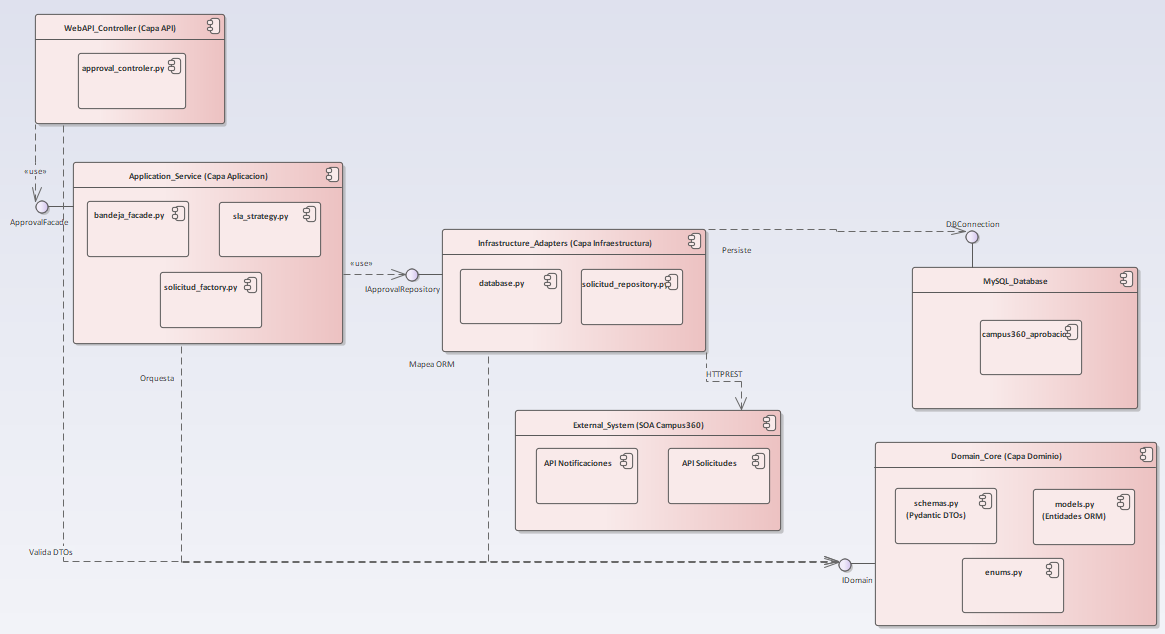 WebAPI_Controller (Capa API)
approval_controler.py
«use»
ApprovalFacade
Application_Service (Capa Aplicacion)
bandeja_facade.py
sla_strategy.py
solicitud_factory.py
«use»
IApprovalRepository
Infrastructure_Adapters (Capa Infraestructura)
database.py
solicitud_repository.py
Persiste
DBConnection
MySQL_Database
campus360_aprobacio
Orquesta
Mapea ORM
HTTPREST
External_System (SOA Campus360)
API Notificaciones
API Solicitudes
Domain_Core (Capa Dominio)
schemas.py
(Pydantic DTOs)
models.py
(Entidades ORM)
enums.py
Valida DTOs
IDomain